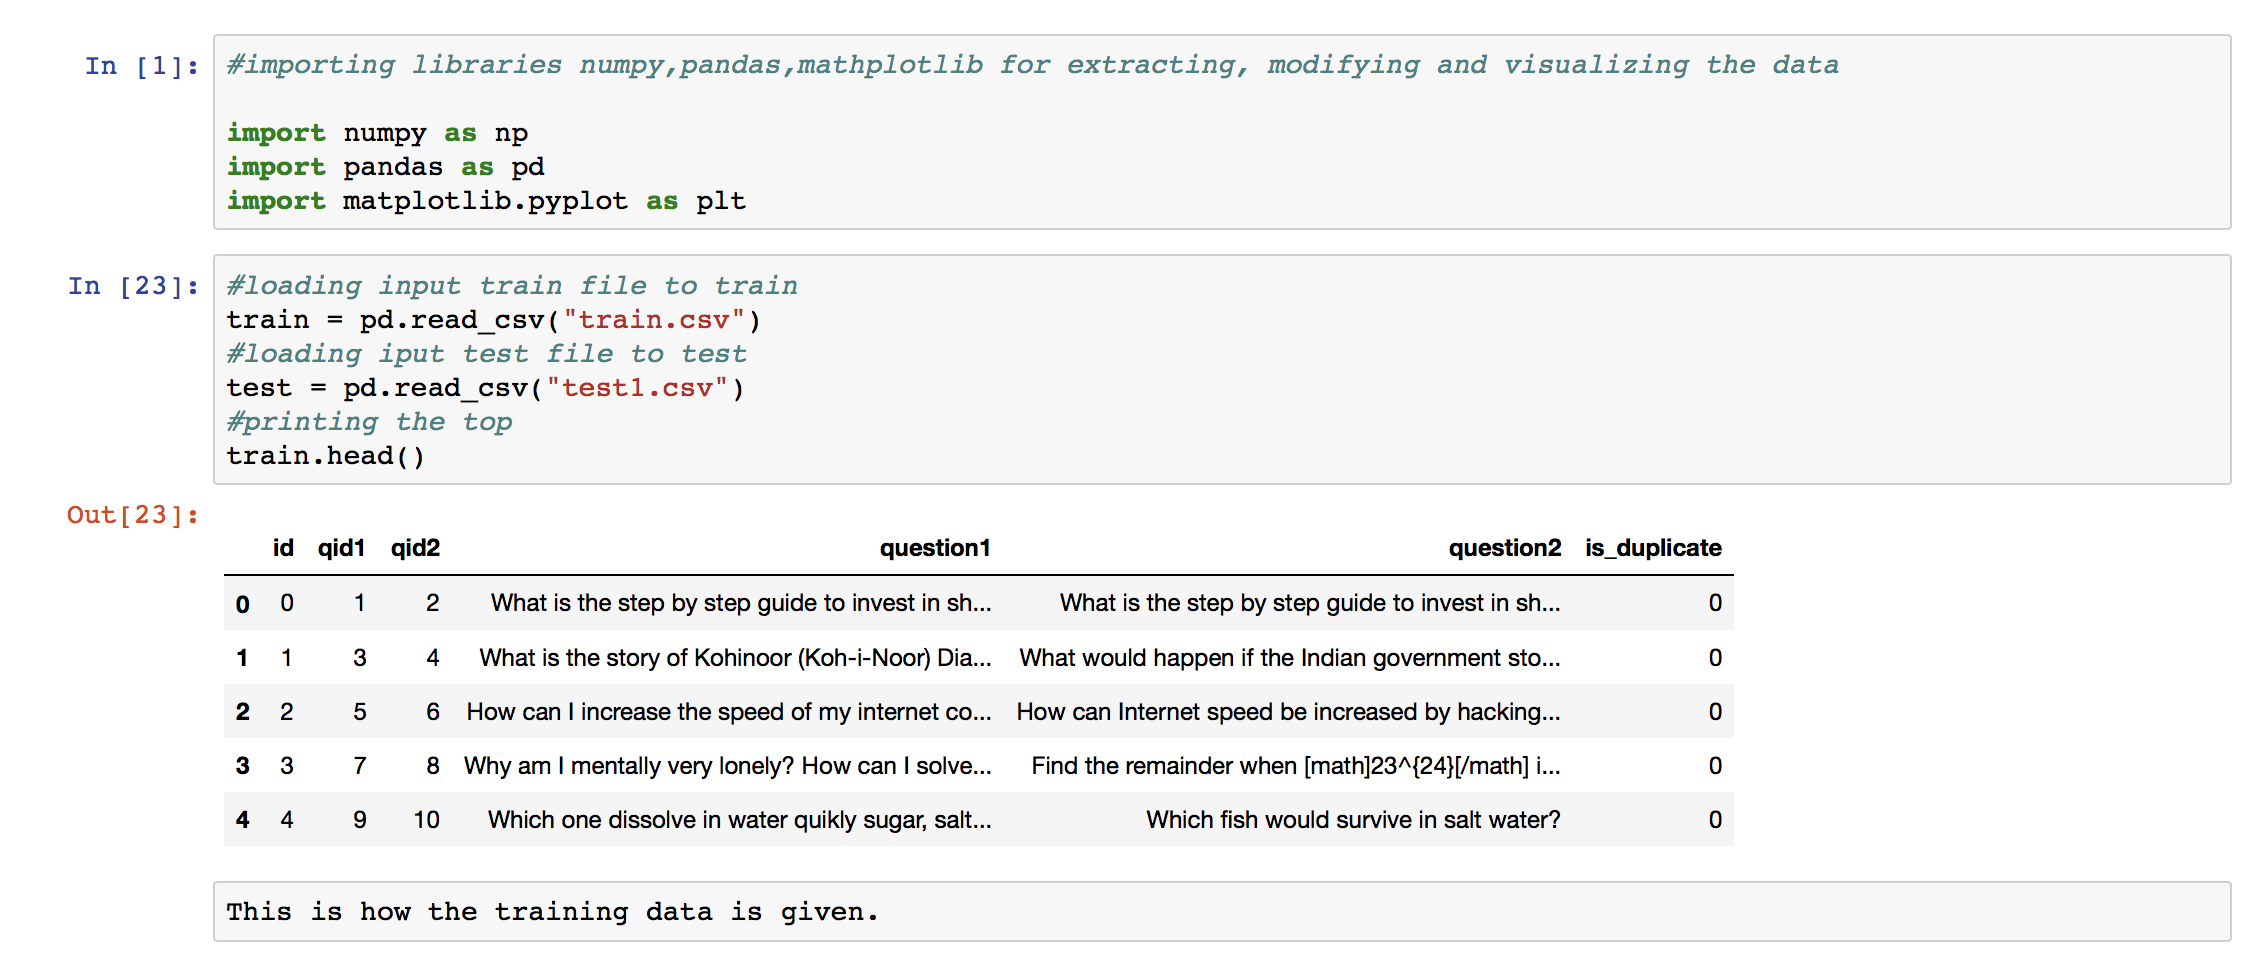 In [1]: #importing libraries numpy,pandas,mathplotlib for extracting, modifying and visualizing the data
import numpy as np
import pandas as pd
import matplotlib.pyplot as plt
In [23]: #loading input train file to train
train = pd.read_csv("train.csv")
#loading iput test file to test
test = pd.read_csv("test1.csv")
#printing the top
train.head()
Out[23]:
id qid1 qid2 question1 question2 is_duplicate
0 0 1 2 What is the step by step guide to invest in sh... What is the step by step guide to invest in sh... 0
1 1 3 4 What is the story of Kohinoor (Koh-i-Noor) Dia... What would happen if the Indian government sto... 0
2 2 5 6 How can I increase the speed of my internet co... How can Internet speed be increased by hacking... 0
3 3 7 8 Why am I mentally very lonely? How can I solve... Find the remainder when [math]23^{24}[/math] i... 0
4 4 9 10 Which one dissolve in water quikly sugar, salt... Which fish would survive in salt water? 0
This is how the training data is given.